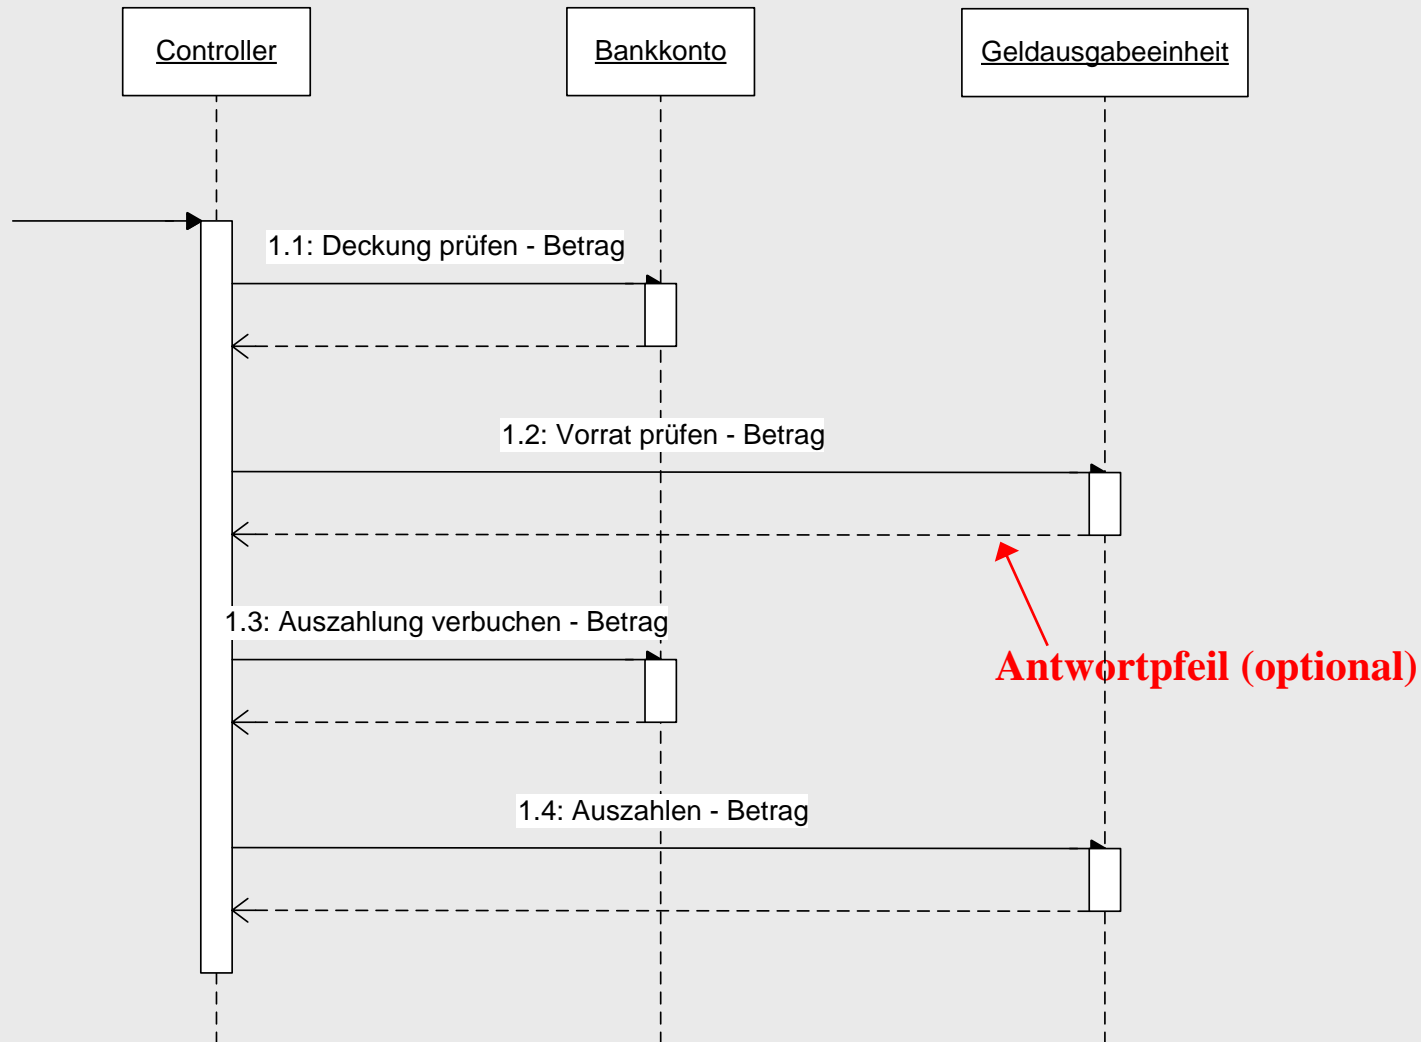 Controller
Bankkonto
Geldausgabeeinheit
1.1: Deckung prüfen - Betrag
1.2: Vorrat prüfen - Betrag
1.3: Auszahlung verbuchen - Betrag
Antwortpfeil (optional)
1.4: Auszahlen - Betrag